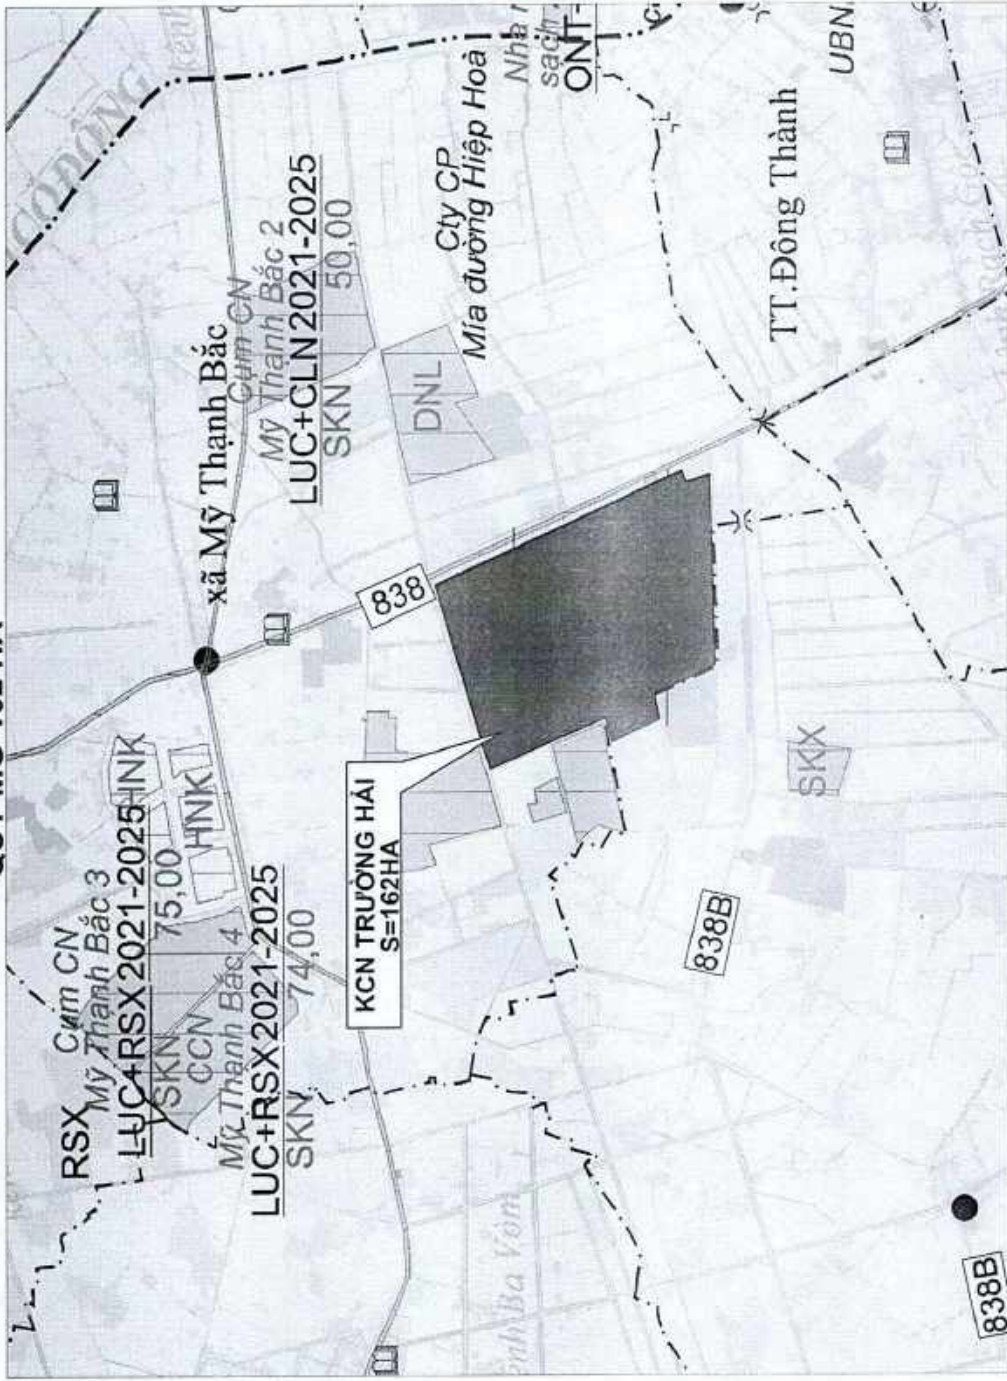 CỎ ĐÔNG
xã Mỹ Thạnh Bắc
RSX
Cụm CN
Mỹ Thạnh Bắc 3
LUC+RSX 2021-2025
SKN 75,00
HNK
HNK
CCN
Mỹ Thạnh Bắc 4
LUC+RSX 2021-2025
SKN 74,00
Cụm CN
Mỹ Thạnh Bắc 2
LUC+CLN 2021-2025
SKN 50,00
838
DNL
Cty CP
Mía đường Hiệp Hoà
KCN TRƯỜNG HẢI
S=162HA
TT.Đông Thành
SKX
838B
838B